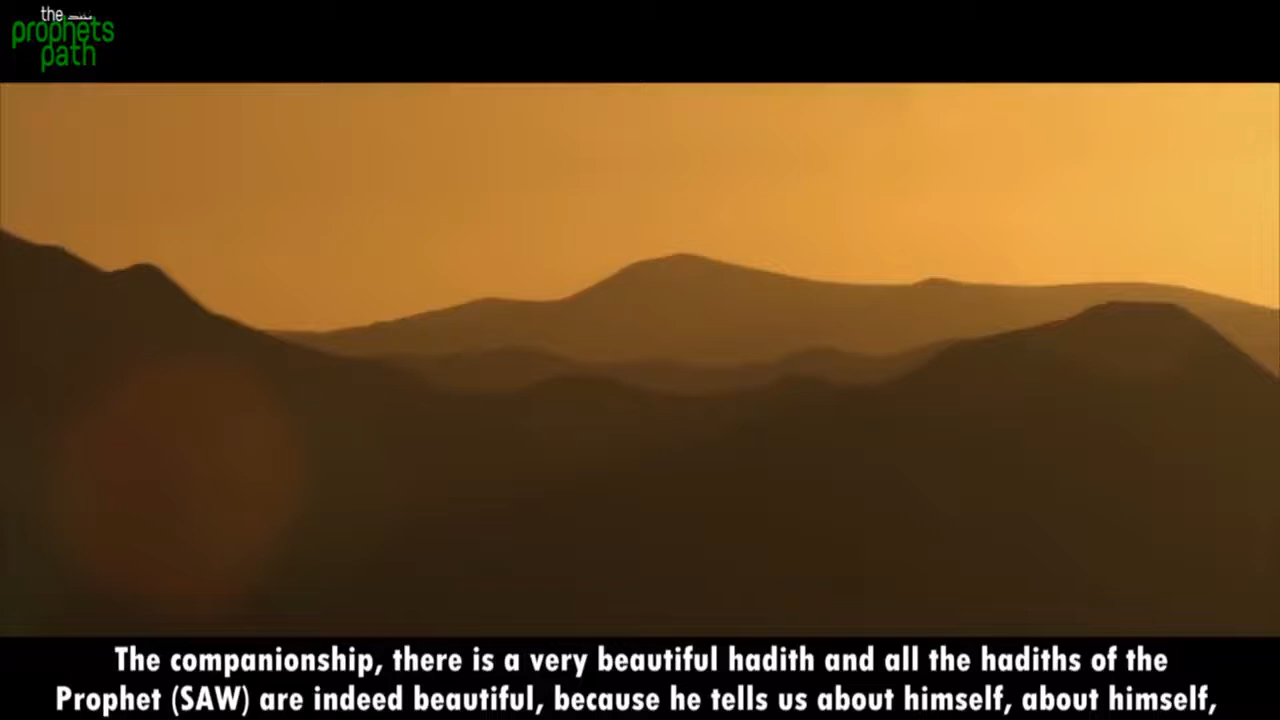 the
prophets
path
The companionship, there is a very beautiful hadith and all the hadiths of the
Prophet (SAW) are indeed beautiful, because he tells us about himself, about himself,